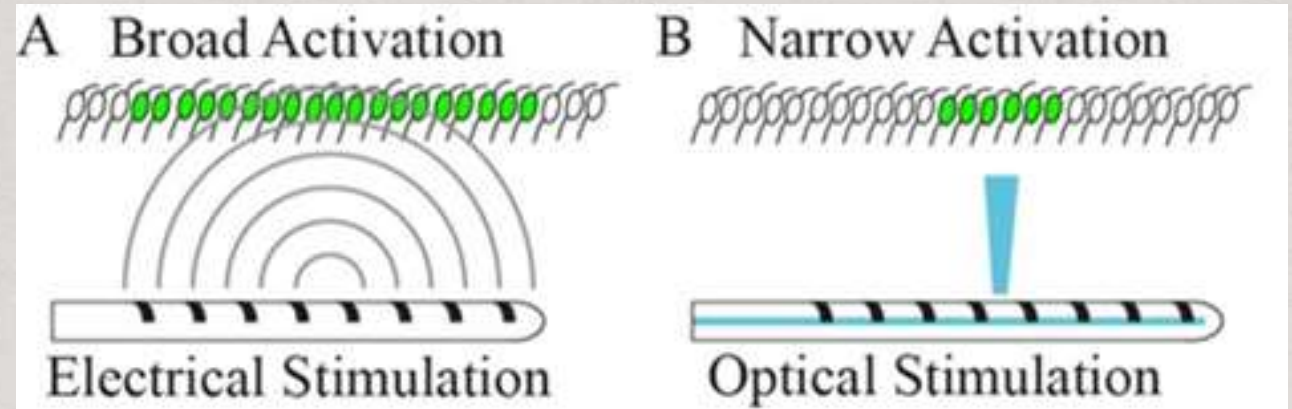 A Broad Activation
Electrical Stimulation
B Narrow Activation
Optical Stimulation